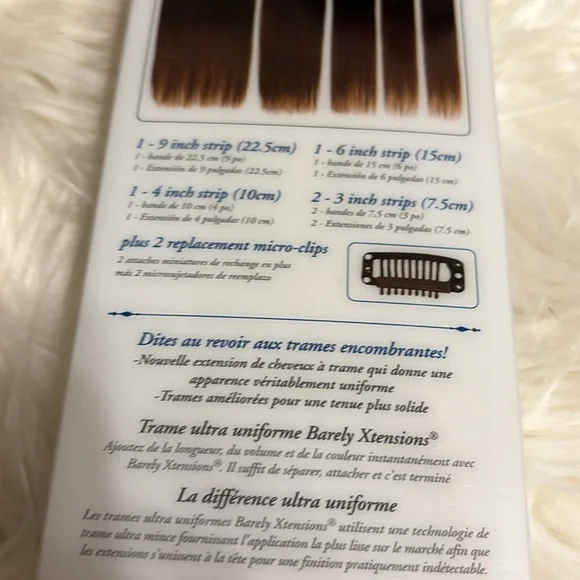 1 - 9 inch strip (22.5cm)
1 - bande de 22,5 cm (9 po)
1 - Extensión de 9 pulgadas (22.5cm)
1 - 6 inch strip (15cm)
1 - bande de 15 cm (6 po)
1 - Extensión de 6 pulgadas (15 cm)
1 - 4 inch strip (10cm)
1 - bande de 10 cm (4 po)
1 - Extensión de 4 pulgadas (10 cm)
2 - 3 inch strips (7.5cm)
2 - bandes de 7.5 cm (3 po)
2 - Extensiones de 3 pulgadas (7.5 cm)
plus 2 replacement micro-clips
2 attaches miniatures de rechange en plus
más 2 microsujetadores de reemplazo
Dites au revoir aux trames encombrantes!
-Nouvelle extension de cheveux à trame qui donne une
apparence véritablement uniforme
-Trames améliorées pour une tenue plus solide
Trame ultra uniforme Barely Xtensions®
Ajoutez de la longueur, du volume et de la couleur instantanément avec
Barely Xtensions®. Il suffit de séparer, attacher et c'est terminé
La différence ultra uniforme
Les trames ultra uniformes Barely Xtensions® utilisent une technologie de
trame ultra mince fournissant l'application la plus lisse sur le marché afin que
les extensions s'unissent à la tête pour une finition pratiquement indétectable.